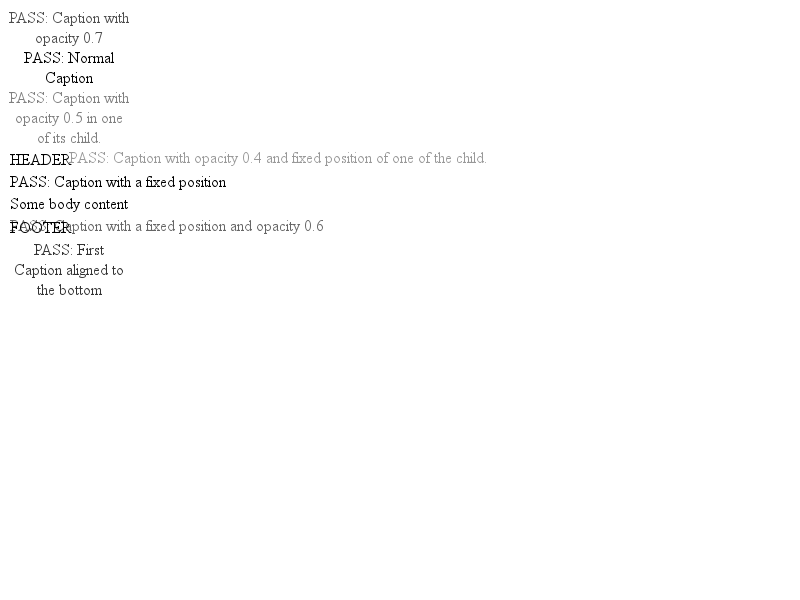 PASS: Caption with
opacity 0.7
PASS: Normal
Caption
PASS: Caption with
opacity 0.5 in one
of its child.
HEADER
PASS: Caption with opacity 0.4 and fixed position of one of the child.
PASS: Caption with a fixed position
Some body content
FOOTER
PASS: Caption with a fixed position and opacity 0.6
PASS: First
Caption aligned to
the bottom